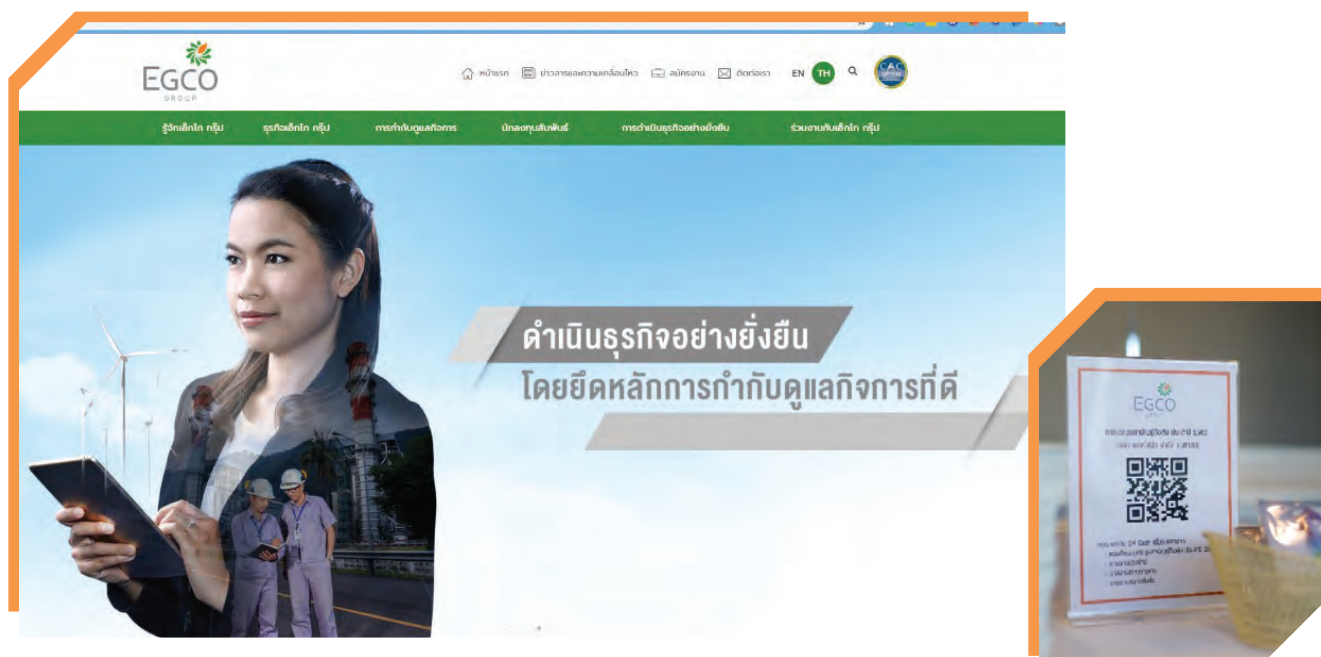 EGCO
GROUP
หน้าแรก ข่าวสารและความเคลื่อนไหว สมัครงาน ติดต่อเรา EN TH
CAC
รู้จักเอ็กโก กรุ๊ป ธุรกิจเอ็กโก กรุ๊ป การกำกับดูแลกิจการ นักลงทุนสัมพันธ์ การดำเนินธุรกิจอย่างยั่งยืน ร่วมงานกับเอ็กโก กรุ๊ป
ดำเนินธุรกิจอย่างยั่งยืน
โดยยึดหลักการกำกับดูแลกิจการที่ดี
EGCO
GROUP